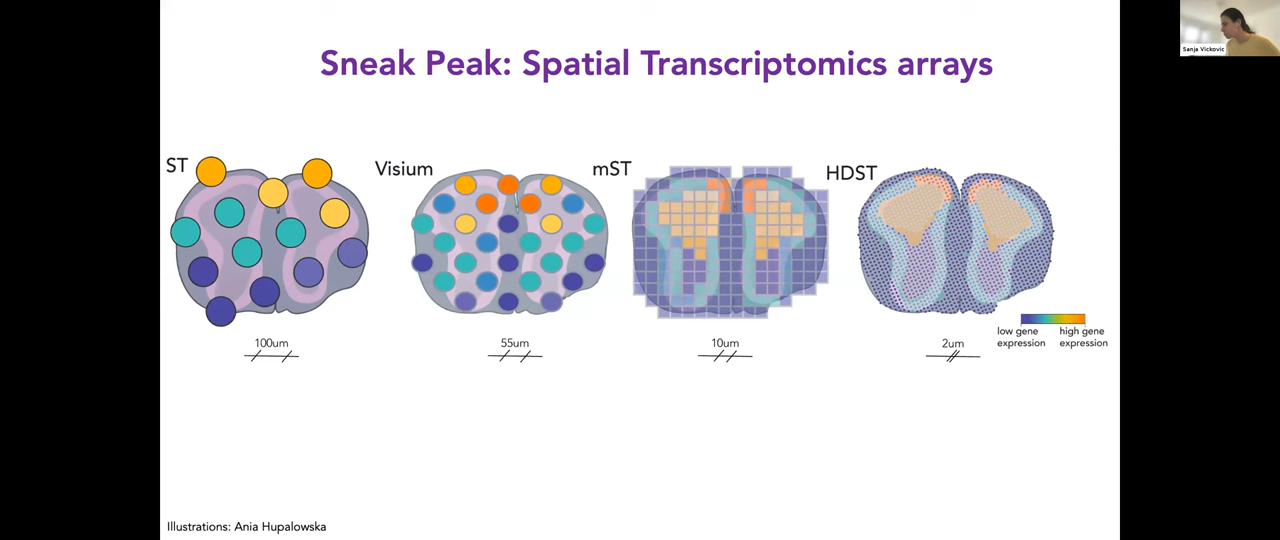 Sneak Peak: Spatial Transcriptomics arrays
Sanja Vickovic
ST
Visium
mST
HDST
low gene
expression
high gene
expression
100um
55um
10um
2um
Illustrations: Ania Hupalowska